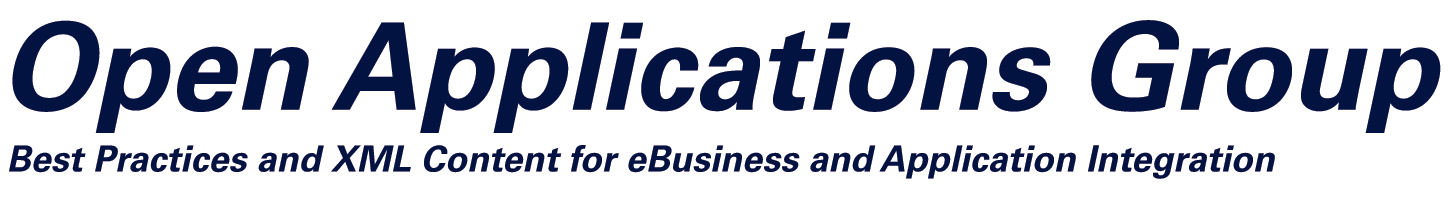 Open Applications Group
Best Practices and XML Content for eBusiness and Application Integration